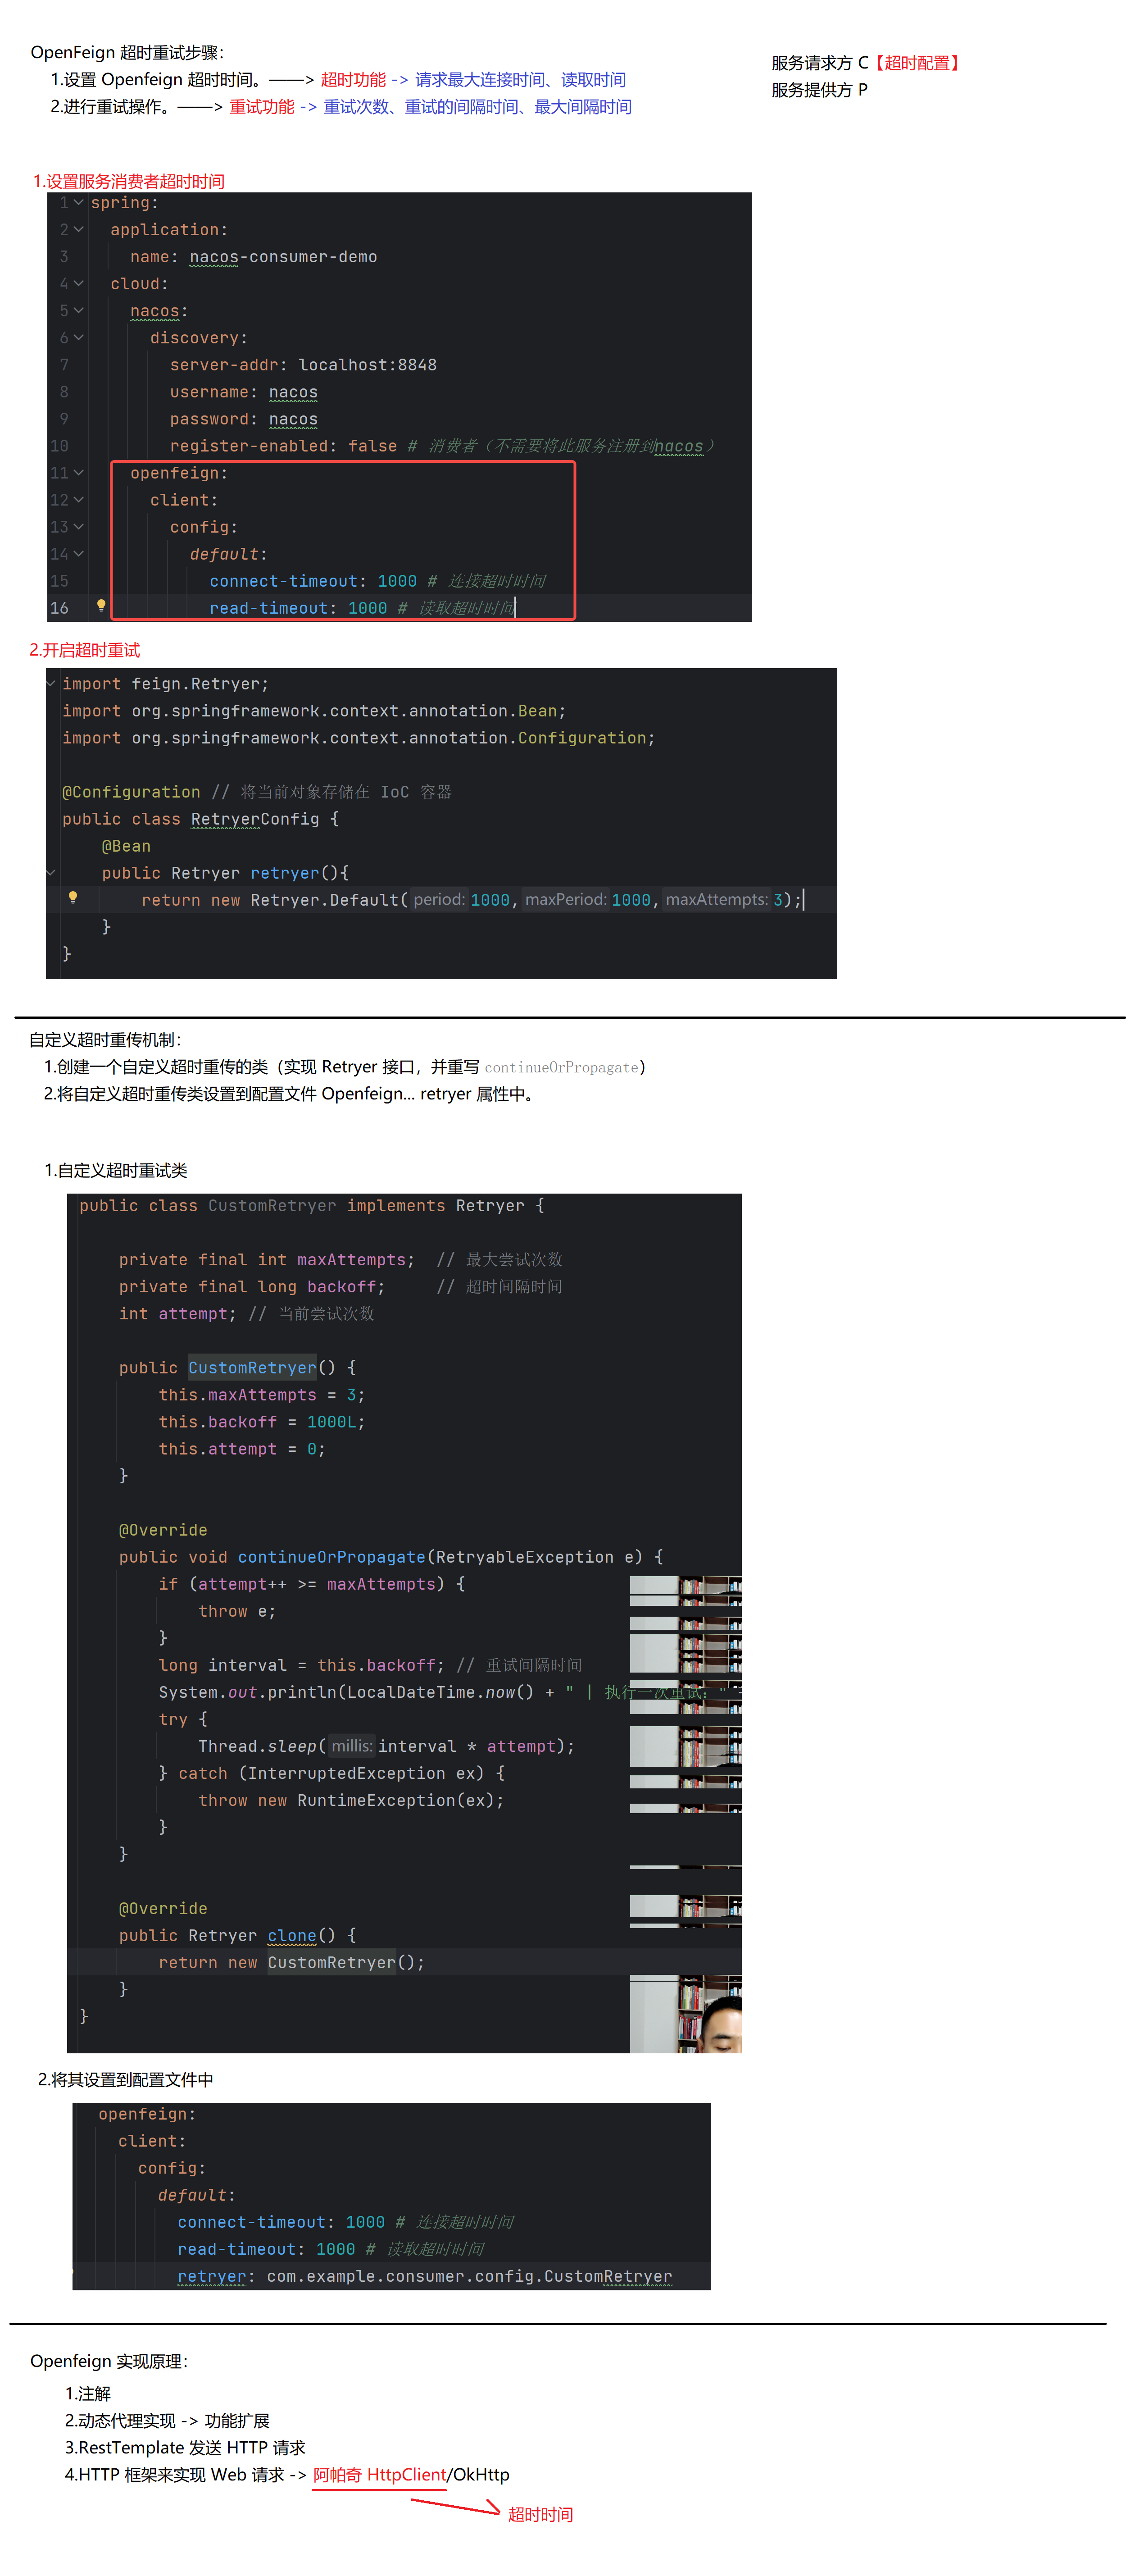 OpenFeign 超时重试步骤：
1.设置 Openfeign 超时时间。——> 超时功能 -> 请求最大连接时间、读取时间
2.进行重试操作。——> 重试功能 -> 重试次数、重试的间隔时间、最大间隔时间
服务请求方 C【超时配置】
服务提供方 P
1.设置服务消费者超时时间
1 spring:
2 application:
3 name: nacos-consumer-demo
4 cloud:
5 nacos:
6 discovery:
7 server-addr: localhost:8848
8 username: nacos
9 password: nacos
10 register-enabled: false # 消费者（不需要将此服务注册到nacos）
11 openfeign:
12 client:
13 config:
14 default:
15 connect-timeout: 1000 # 连接超时时间
16 read-timeout: 1000 # 读取超时时间
2.开启超时重试
import feign.Retryer;
import org.springframework.context.annotation.Bean;
import org.springframework.context.annotation.Configuration;
@Configuration // 将当前对象存储在 IoC 容器
public class RetryerConfig {
@Bean
public Retryer retryer(){
return new Retryer.Default( period: 1000, maxPeriod: 1000, maxAttempts: 3);
}
}
自定义超时重传机制：
1.创建一个自定义超时重传的类（实现 Retryer 接口，并重写 continueOrPropagate）
2.将自定义超时重传类设置到配置文件 Openfeign... retryer 属性中。
1.自定义超时重试类
public class CustomRetryer implements Retryer {
private final int maxAttempts; // 最大尝试次数
private final long backoff; // 超时间隔时间
int attempt; // 当前尝试次数
public CustomRetryer() {
this.maxAttempts = 3;
this.backoff = 1000L;
this.attempt = 0;
}
@Override
public void continueOrPropagate(RetryableException e) {
if (attempt++ >= maxAttempts) {
throw e;
}
long interval = this.backoff; // 重试间隔时间
System.out.println(LocalDateTime.now() + " | 执行一次重试：" 
try {
Thread.sleep( millis: interval * attempt);
} catch (InterruptedException ex) {
throw new RuntimeException(ex);
}
}
@Override
public Retryer clone() {
return new CustomRetryer();
}
}
2.将其设置到配置文件中
openfeign:
client:
config:
default:
connect-timeout: 1000 # 连接超时时间
read-timeout: 1000 # 读取超时时间
retryer: com.example.consumer.config.CustomRetryer
Openfeign 实现原理：
1.注解
2.动态代理实现 -> 功能扩展
3.RestTemplate 发送 HTTP 请求
4.HTTP 框架来实现 Web 请求 -> 阿帕奇 HttpClient/OkHttp
超时时间